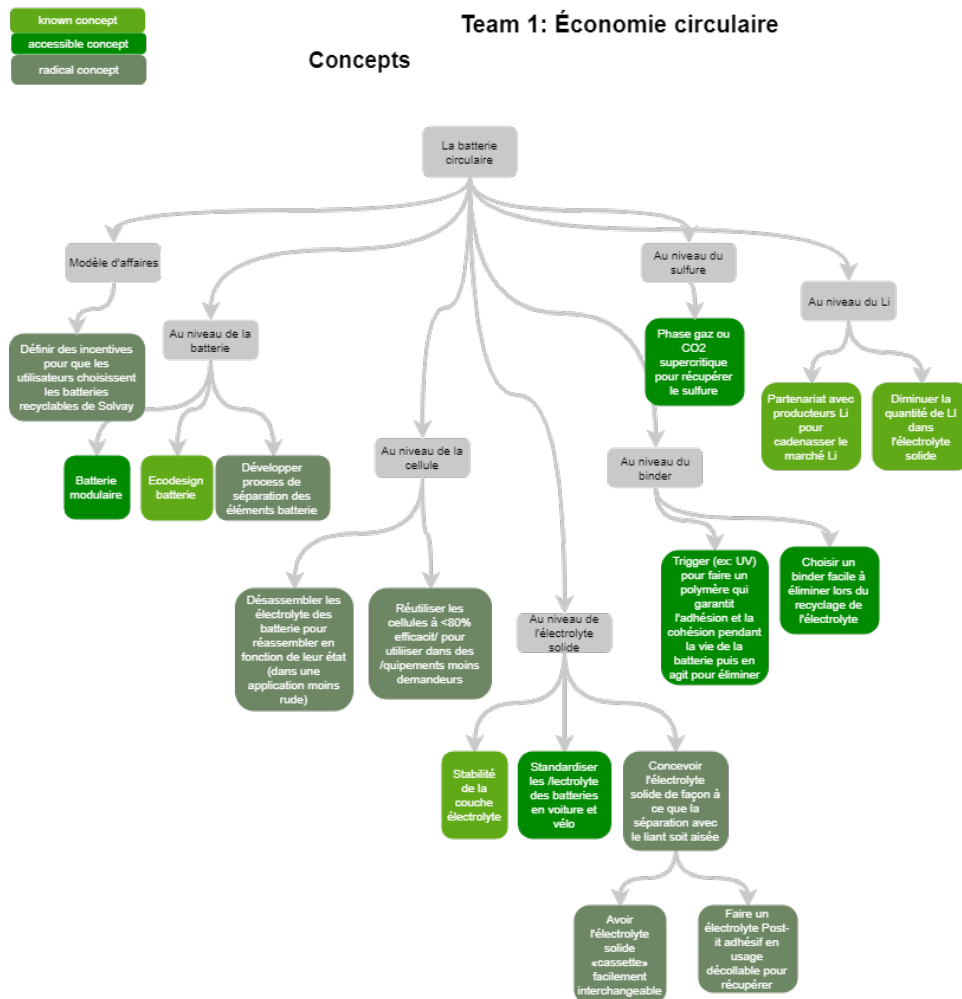 known concept
accessible concept
radical concept
Team 1: Économie circulaire
Concepts
La batterie
circulaire
Modèle d'affaires
Au niveau du
sulfure
Au niveau du Li
Au niveau de la
batterie
Définir des incentives
pour que les
utilisateurs choisissent
les batteries
recyclables de Solvay
Phase gaz ou
CO2
supercritique
pour récupérer
le sulfure
Partenariat avec
producteurs Li
pour
cadenasser le
marché Li
Diminuer la
quantité de LI
dans
l'électrolyte
solide
Au niveau de la
cellule
Au niveau du
binder
Batterie
modulaire
Ecodesign
batterie
Développer
process de
séparation des
éléments batterie
Trigger (ex: UV)
pour faire un
polymère qui
garantit
l'adhésion et la
cohésion pendant
la vie de la
batterie puis en
agit pour éliminer
Choisir un
binder facile à
éliminer lors du
recyclage de
l'électrolyte
Désassembler les
électrolyte des
batterie pour
réassembler en
fonction de leur état
(dans une
application moins
rude)
Réutiliser les
cellules à <80%
efficacit/ pour
utiliser dans des
/quipements moins
demandeurs
Au niveau de
l'électrolyte
solide
Stabilité
de la
couche
électrolyte
Standardiser
les /lectrolyte
des batteries
en voiture et
vélo
Concevoir
l'électrolyte
solide de façon à
ce que la
séparation avec
le liant soit aisée
Avoir
l'électrolyte
solide
«cassette»
facilement
interchangeable
Faire un
électrolyte Post-
it adhésif en
usage
décollable pour
récupérer